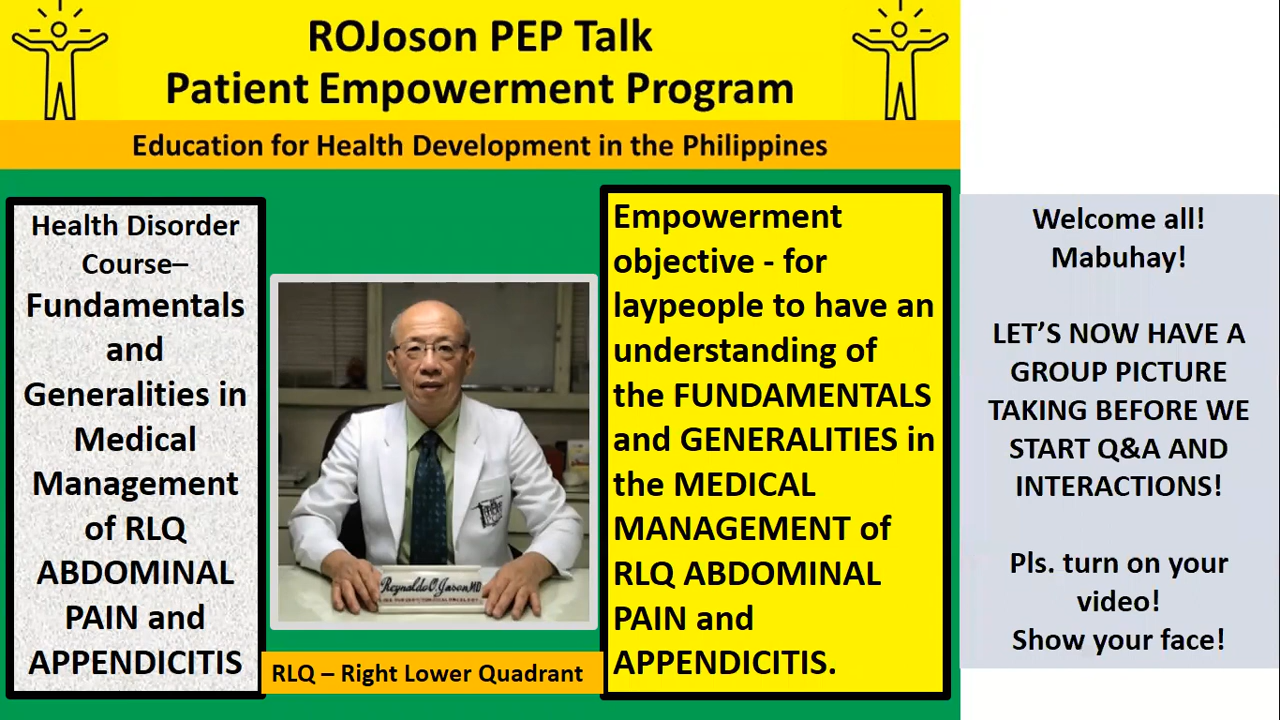 ROJoson PEP Talk
Patient Empowerment Program
Education for Health Development in the Philippines
Health Disorder
Course–
Fundamentals
and
Generalities in
Medical
Management
of RLQ
ABDOMINAL
PAIN and
APPENDICITIS
Reynaldo O. Joson, MD
RLQ – Right Lower Quadrant
Empowerment
objective - for
laypeople to have an
understanding of
the FUNDAMENTALS
and GENERALITIES in
the MEDICAL
MANAGEMENT of
RLQ ABDOMINAL
PAIN and
APPENDICITIS.
Welcome all!
Mabuhay!
LET’S NOW HAVE A
GROUP PICTURE
TAKING BEFORE WE
START Q&A AND
INTERACTIONS!
Pls. turn on your
video!
Show your face!